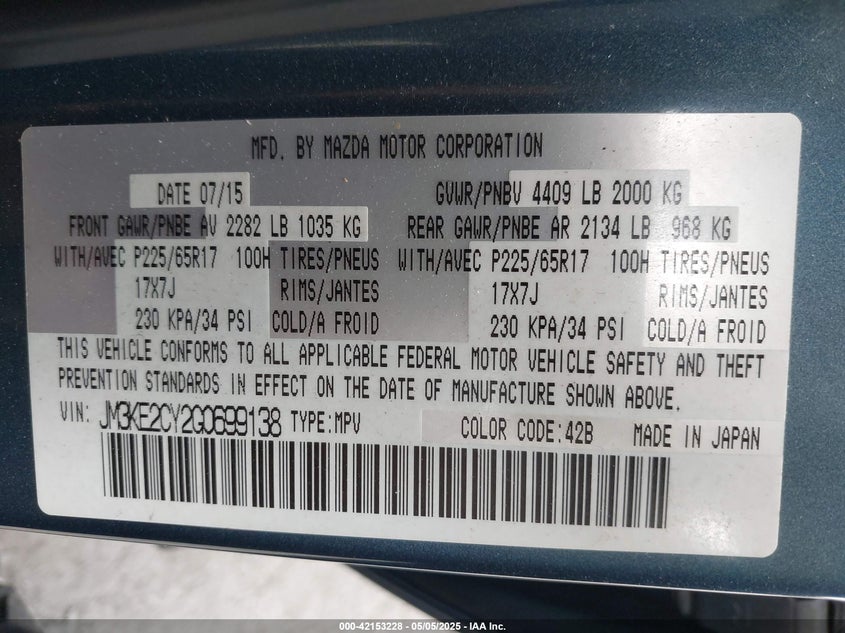 MFD. BY MAZDA MOTOR CORPORATION
DATE 07/15 GVWR/PNBV 4409 LB 2000 KG
FRONT GAWR/PNBE AV 2282 LB 1035 KG REAR GAWR/PNBE AR 2134 LB 968 KG
WITH/AVEC P225/65R17 100H TIRES/PNEUS WITH/AVEC P225/65R17 100H TIRES/PNEUS
17X7J RIMS/JANTES 17X7J RIMS/JANTES
230 KPA/34 PSI COLD/A FROID 230 KPA/34 PSI COLD/A FROID
THIS VEHICLE CONFORMS TO ALL APPLICABLE FEDERAL MOTOR VEHICLE SAFETY AND THEFT
PREVENTION STANDARDS IN EFFECT ON THE DATE OF MANUFACTURE SHOWN ABOVE.
VIN: JM3KE2CY2G0699138 TYPE:MPV COLOR CODE:42B MADE IN JAPAN
000-42153228 - 05/05/2025 - IAA Inc.